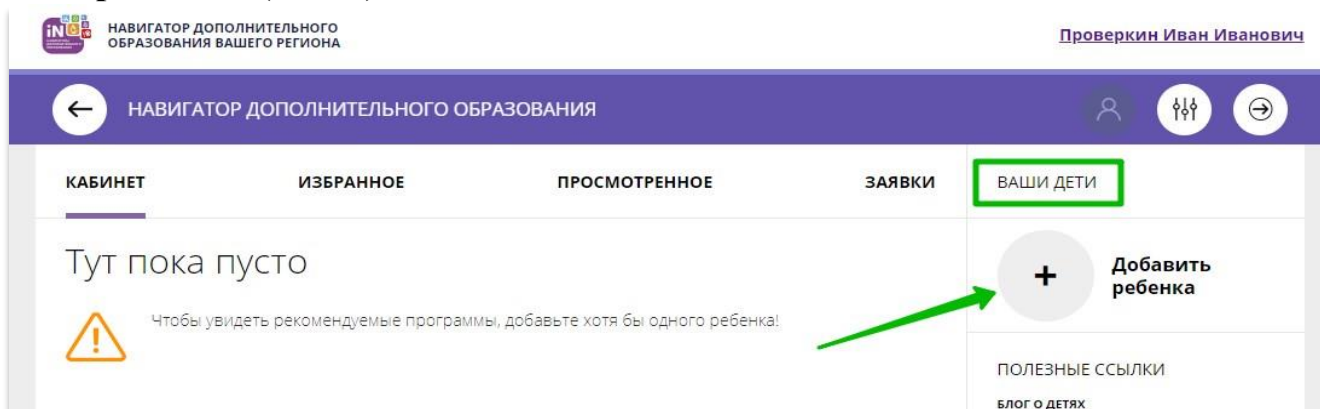 НАВИГАТОР ДОПОЛНИТЕЛЬНОГО
ОБРАЗОВАНИЯ ВАШЕГО РЕГИОНА
Проверкин Иван Иванович
НАВИГАТОР ДОПОЛНИТЕЛЬНОГО ОБРАЗОВАНИЯ
КАБИНЕТ ИЗБРАННОЕ ПРОСМОТРЕННОЕ ЗАЯВКИ ВАШИ ДЕТИ
Тут пока пусто
Чтобы увидеть рекомендуемые программы, добавьте хотя бы одного ребенка!
+ Добавить
ребенка
ПОЛЕЗНЫЕ ССЫЛКИ
БЛОГ О ДЕТЯХ